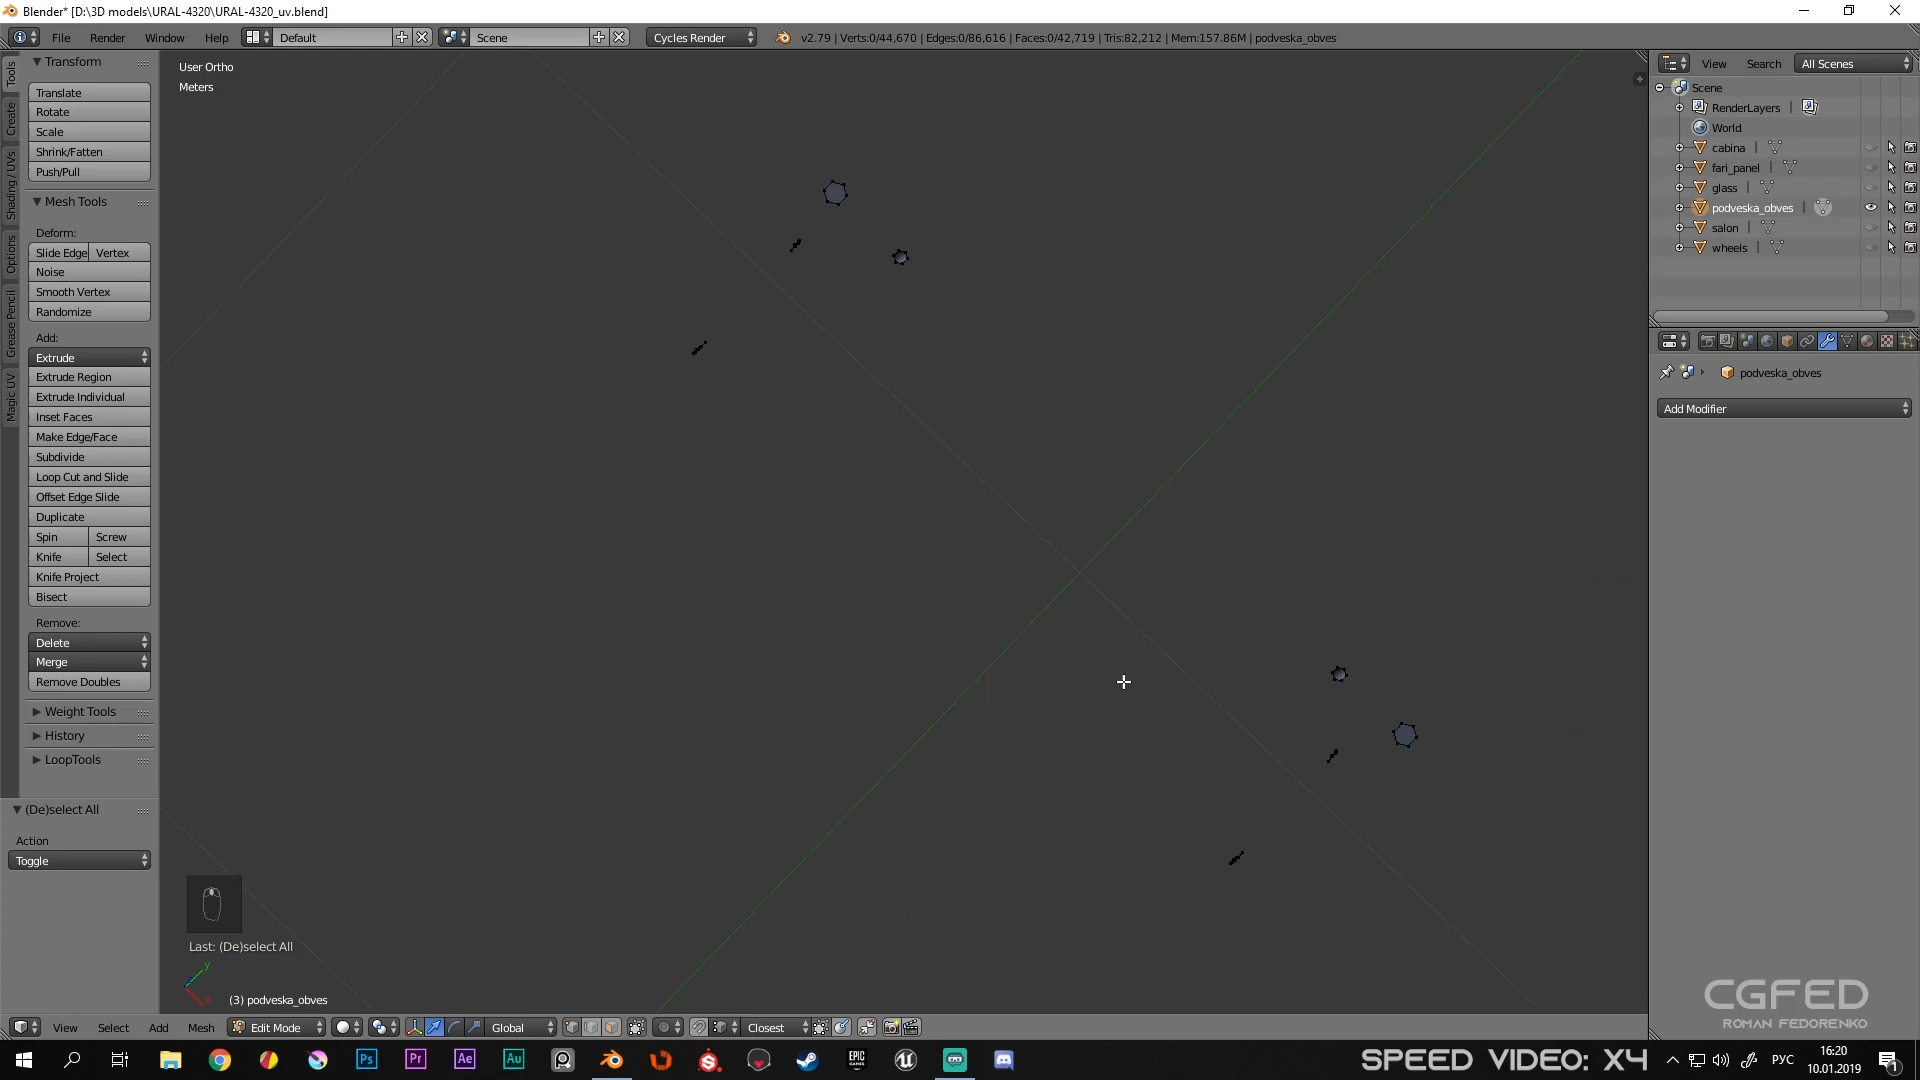 Blender* [D:\3D models\URAL-4320\URAL-4320_uv.blend]
File Render Window Help Default Scene Cycles Render v2.79 | Verts:0/44,670 | Edges:0/86,616 | Faces:0/42,719 | Tris:82,212 | Mem:157.86M | podveska_obves
Tools
Create
Shading / UVs
Options
Grease Pencil
Magic UV
Transform
Translate
Rotate
Scale
Shrink/Fatten
Push/Pull
Mesh Tools
Deform:
Slide Edge Vertex
Noise
Smooth Vertex
Randomize
Add:
Extrude
Extrude Region
Extrude Individual
Inset Faces
Make Edge/Face
Subdivide
Loop Cut and Slide
Offset Edge Slide
Duplicate
Spin Screw
Knife Select
Knife Project
Bisect
Remove:
Delete
Merge
Remove Doubles
Weight Tools
History
LoopTools
(De)select All
Action
Toggle
User Ortho
Meters
Last: (De)select All
y
x
(3) podveska_obves
View Select Add Mesh Edit Mode Global Closest
View Search All Scenes
Scene
RenderLayers
World
cabina
fari_panel
glass
podveska_obves
salon
wheels
podveska_obves
Add Modifier
CGFED
ROMAN FEDORENKO
Ps Pr Ae Au EPIC GAMES
SPEED VIDEO: X4
РУС
16:20
10.01.2019
1